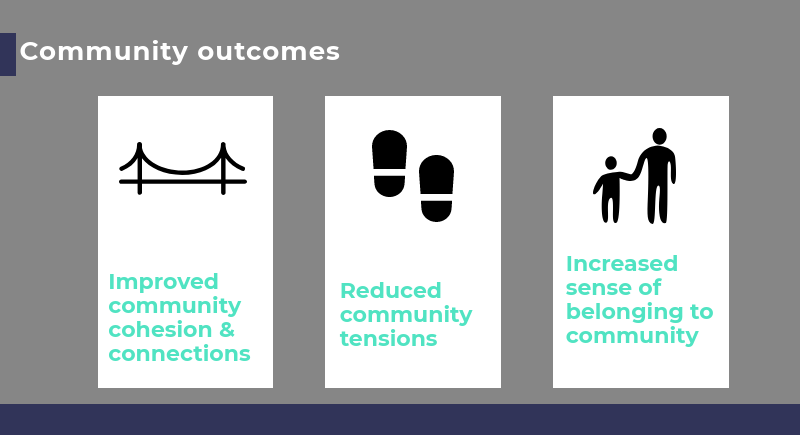 Community outcomes
Improved
community
cohesion &
connections
Reduced
community
tensions
Increased
sense of
belonging to
community